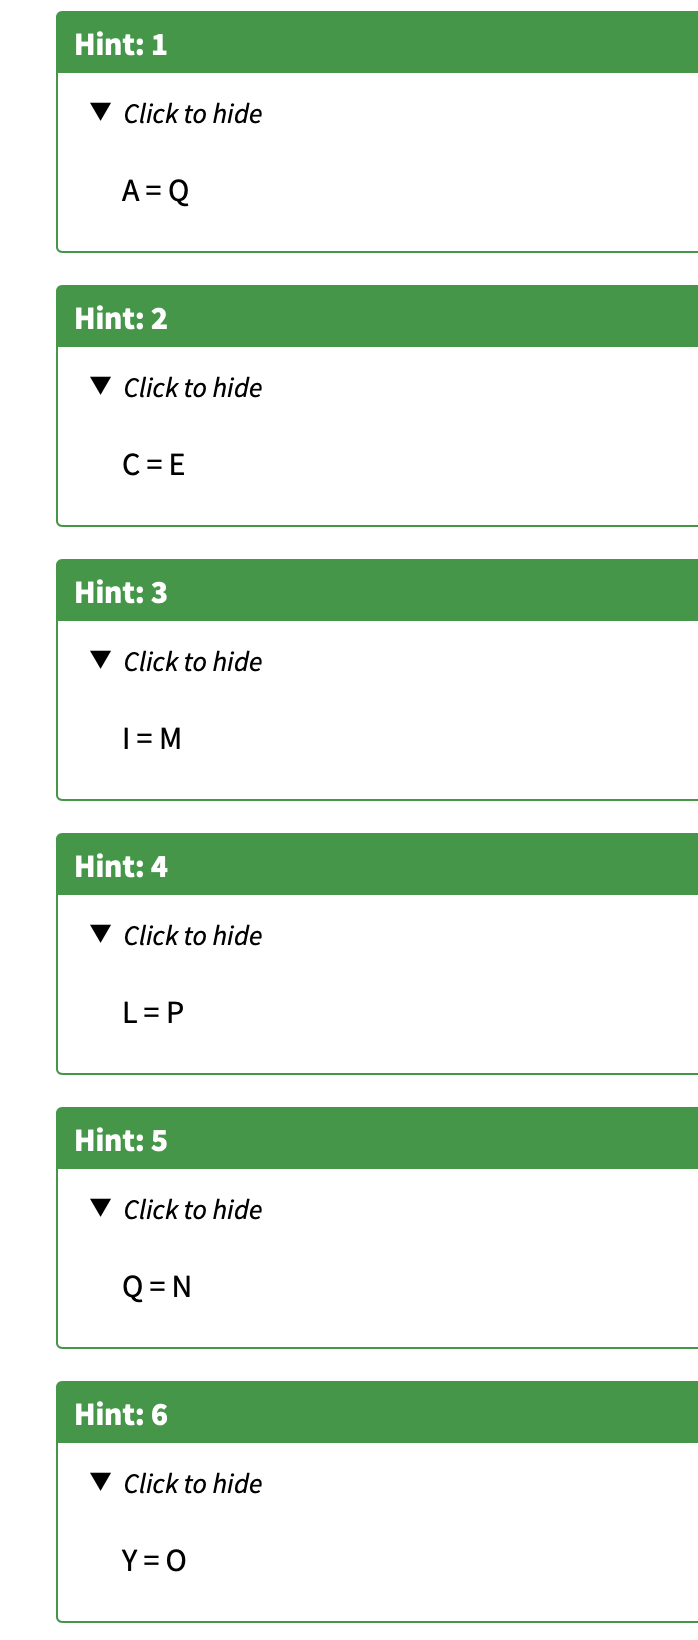 Hint: 1
Click to hide
A = Q
Hint: 2
Click to hide
C = E
Hint: 3
Click to hide
I = M
Hint: 4
Click to hide
L = P
Hint: 5
Click to hide
Q = N
Hint: 6
Click to hide
Y = O